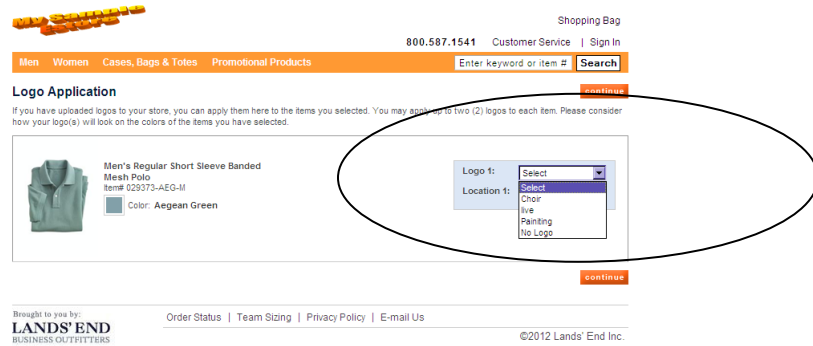 My Sample
Store
Shopping Bag
800.587.1541 Customer Service | Sign In
Men Women Cases, Bags & Totes Promotional Products Enter keyword or item # Search
Logo Application
continue
If you have uploaded logos to your store, you can apply them here to the items you selected. You may apply up to two (2) logos to each item. Please consider
how your logo(s) will look on the colors of the items you have selected.
Men's Regular Short Sleeve Banded
Mesh Polo
Item# 029373-AEG-M
Color: Aegean Green
Logo 1: Select
Location 1: Select
Choir
live
Painiting
No Logo
continue
Brought to you by:
LANDS' END
BUSINESS OUTFITTERS
Order Status | Team Sizing | Privacy Policy | E-mail Us
©2012 Lands' End Inc.